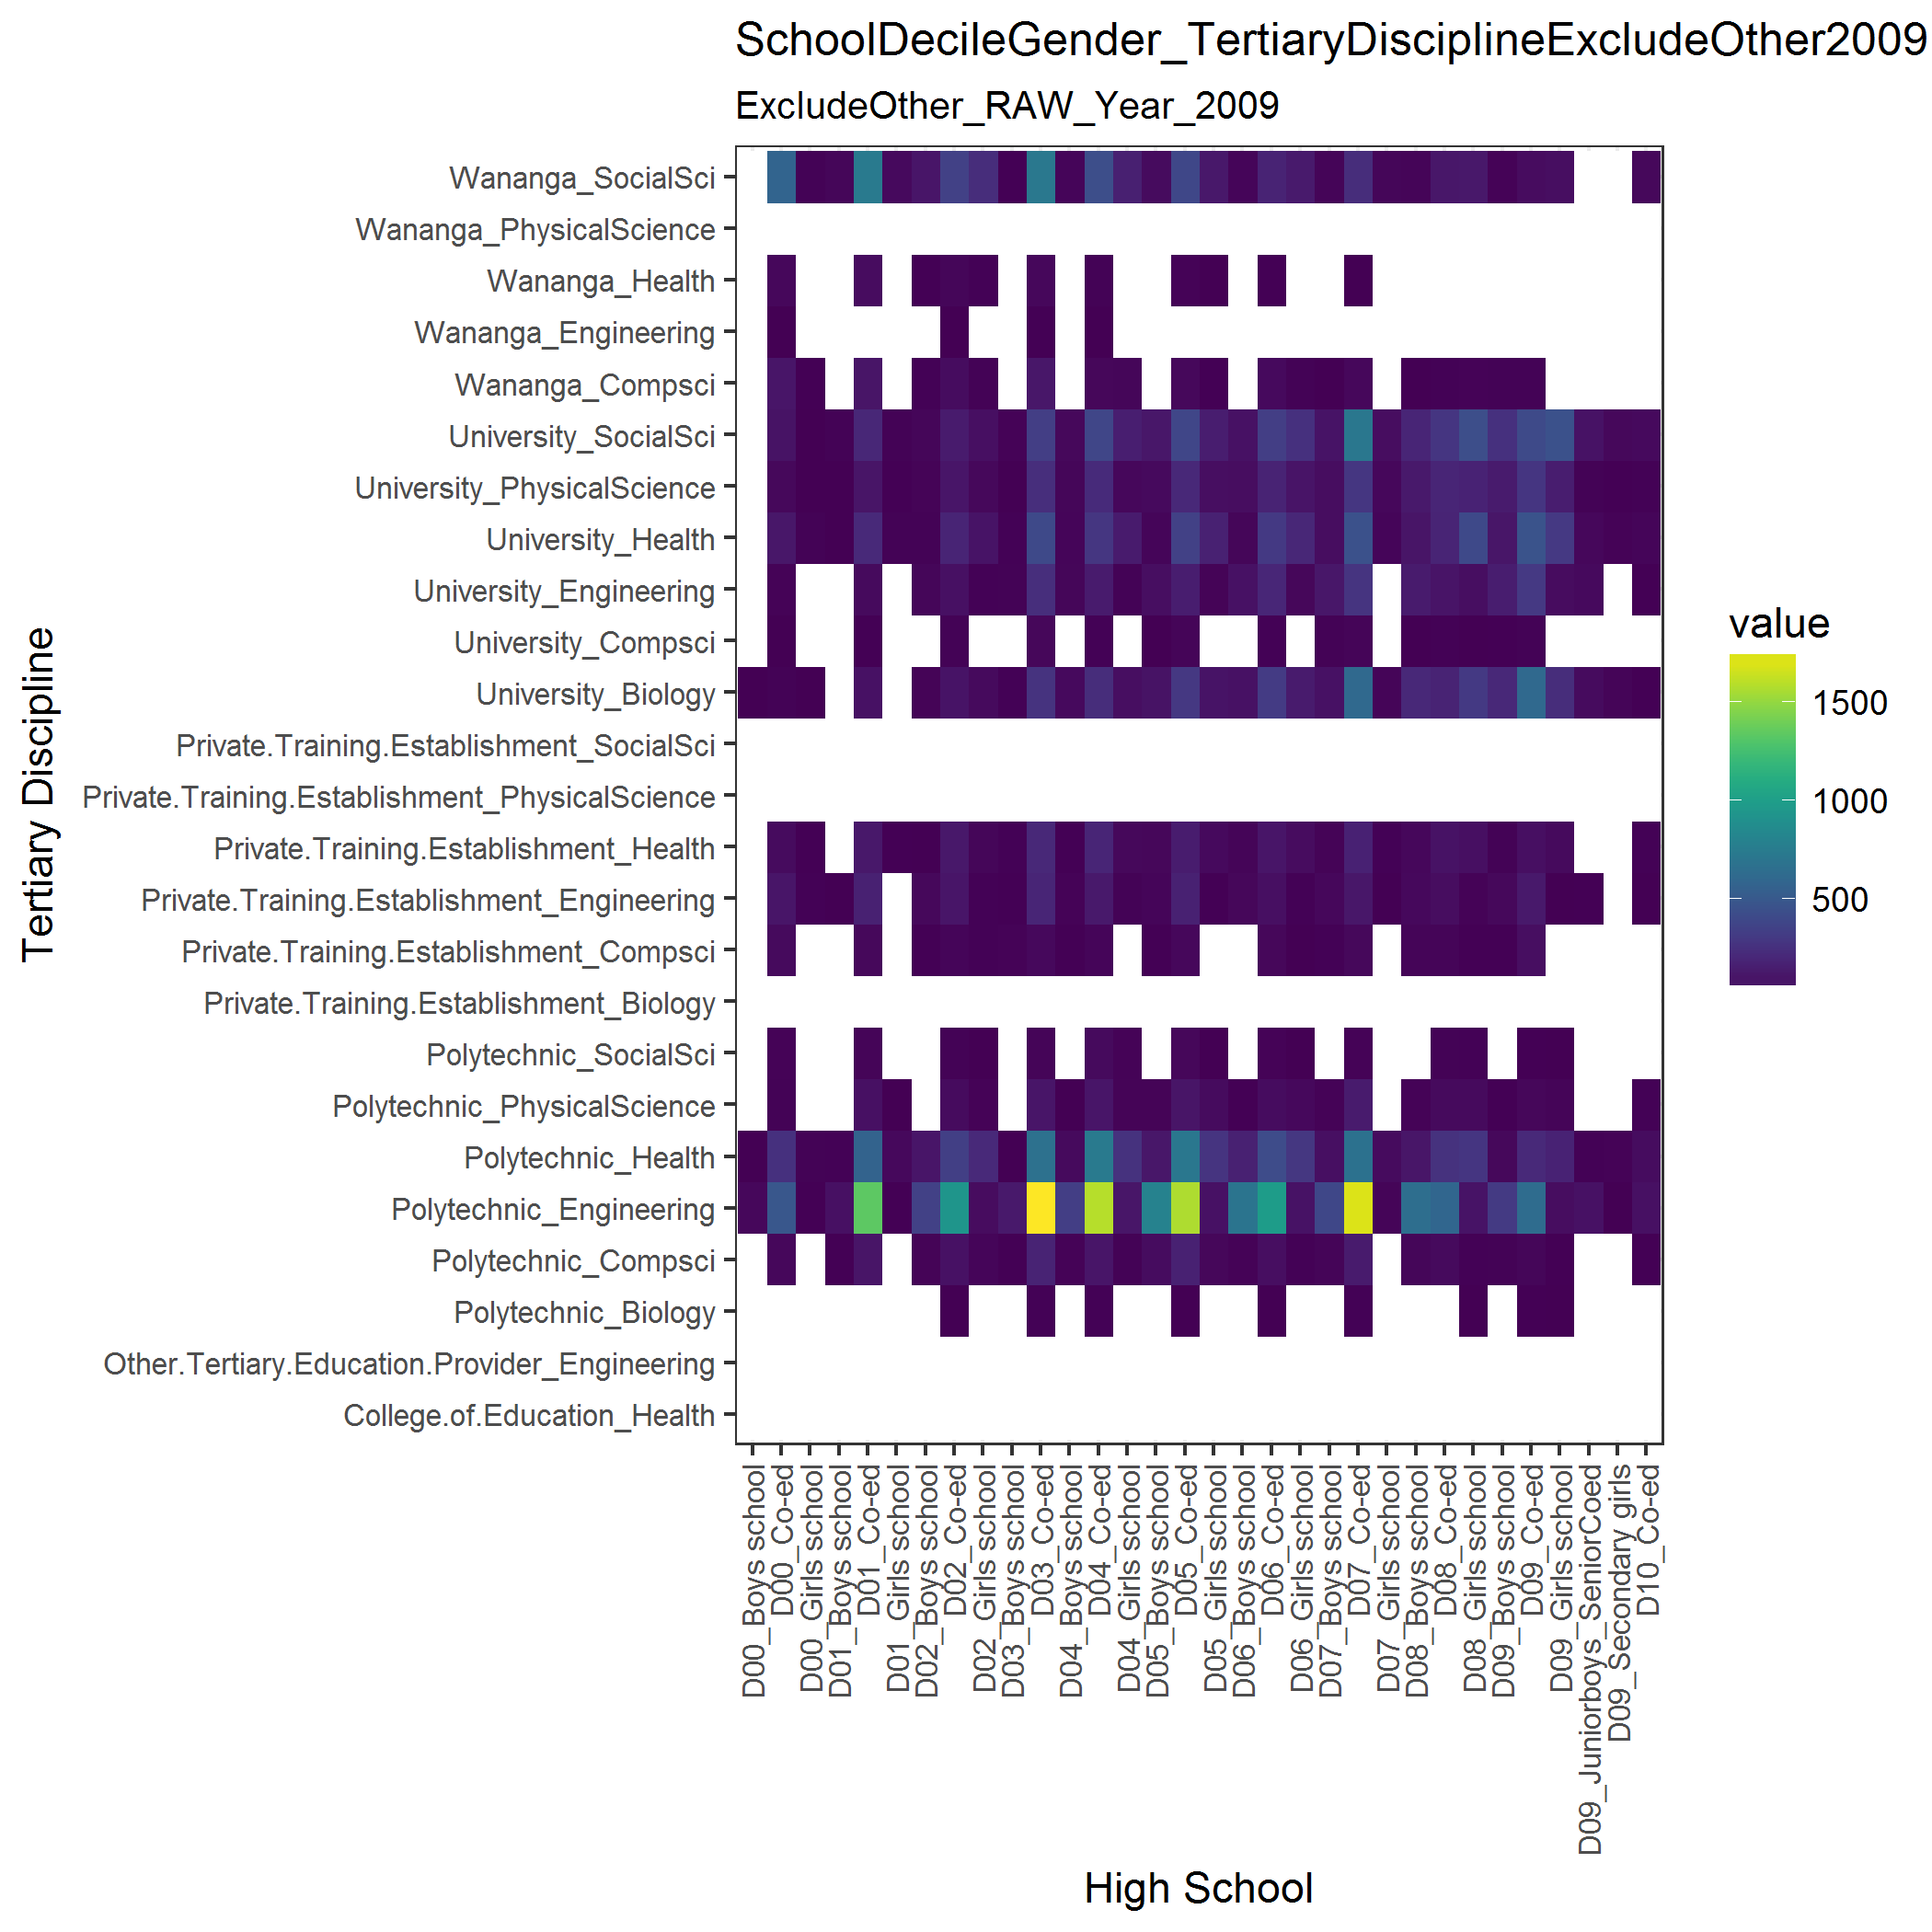 SchoolDecileGender_TertiaryDisciplineExcludeOther2009
ExcludeOther_RAW_Year_2009
Tertiary Discipline
Wananga_SocialSci
Wananga_PhysicalScience
Wananga_Health
Wananga_Engineering
Wananga_Compsci
University_SocialSci
University_PhysicalScience
University_Health
University_Engineering
University_Compsci
University_Biology
Private.Training.Establishment_SocialSci
Private.Training.Establishment_PhysicalScience
Private.Training.Establishment_Health
Private.Training.Establishment_Engineering
Private.Training.Establishment_Compsci
Private.Training.Establishment_Biology
Polytechnic_SocialSci
Polytechnic_PhysicalScience
Polytechnic_Health
Polytechnic_Engineering
Polytechnic_Compsci
Polytechnic_Biology
Other.Tertiary.Education.Provider_Engineering
College.of.Education_Health
D00_Boys school
D00_Co-ed
D00_Girls school
D01_Boys school
D01_Co-ed
D01_Girls school
D02_Boys school
D02_Co-ed
D02_Girls school
D03_Boys school
D03_Co-ed
D04_Boys school
D04_Co-ed
D04_Girls school
D05_Boys school
D05_Co-ed
D05_Girls school
D06_Boys school
D06_Co-ed
D06_Girls school
D07_Boys school
D07_Co-ed
D07_Girls school
D08_Boys school
D08_Co-ed
D08_Girls school
D09_Boys school
D09_Co-ed
D09_Girls school
D09_Juniorboys_SeniorCoed
D09_Secondary girls
D10_Co-ed
High School
value
1500
1000
500